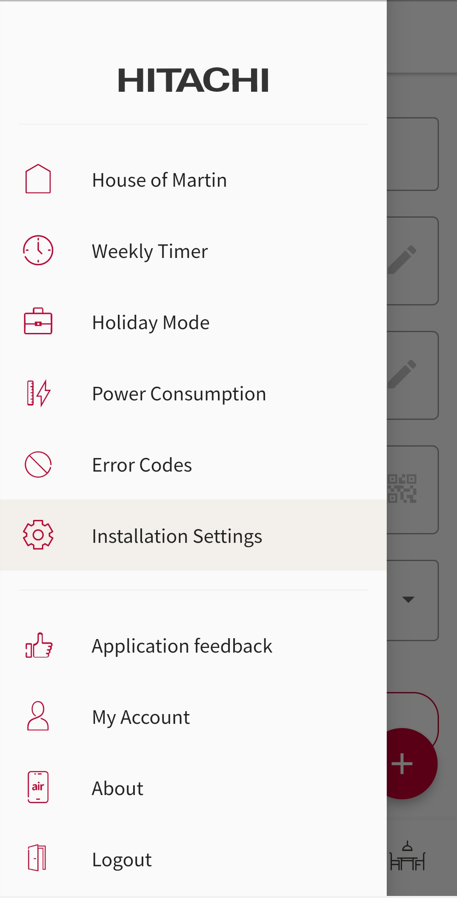 HITACHI
House of Martin
Weekly Timer
Holiday Mode
Power Consumption
Error Codes
Installation Settings
Application feedback
My Account
air
About
Logout